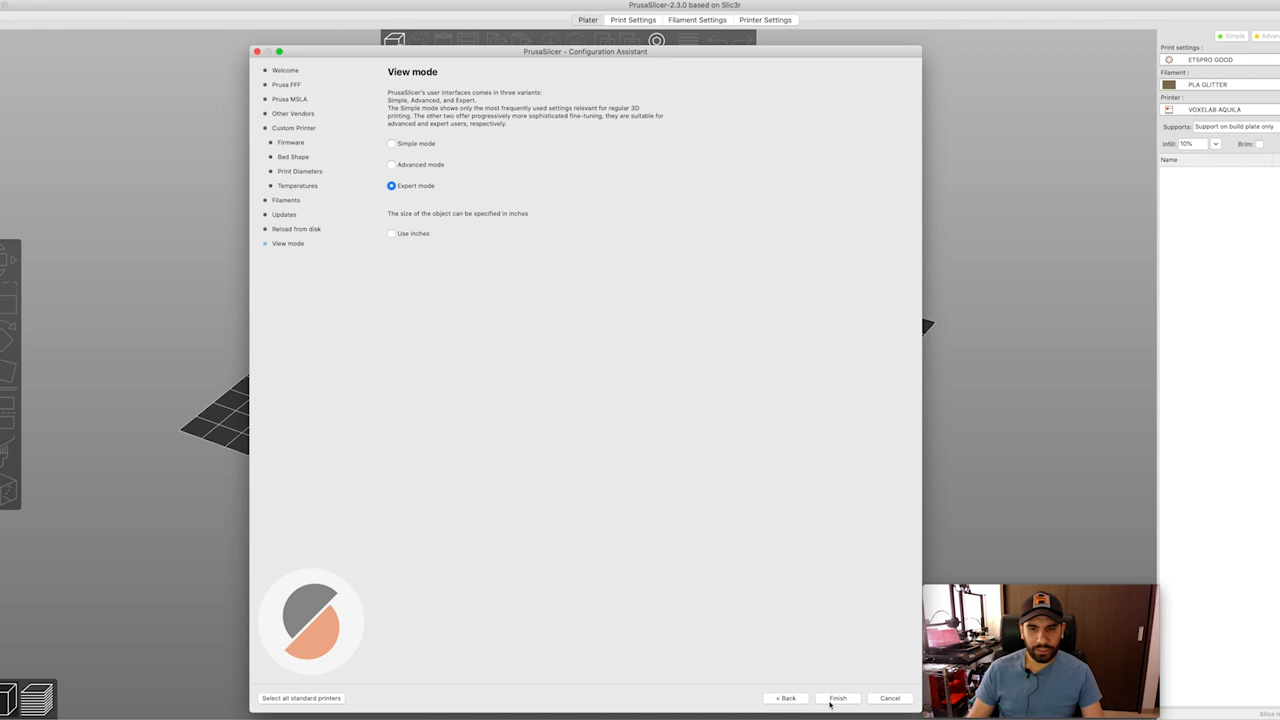 PrusaSlicer-2.3.0 based on Slic3r
Plater
Print Settings
Filament Settings
Printer Settings
PrusaSlicer - Configuration Assistant
Welcome
Prusa FFF
Prusa MSLA
Other Vendors
Custom Printer
Firmware
Bed Shape
Print Diameters
Temperatures
Filaments
Updates
Reload from disk
View mode
View mode
PrusaSlicer's user interfaces comes in three variants:
Simple, Advanced, and Expert.
The Simple mode shows only the most frequently used settings relevant for regular 3D
printing. The other two offer progressively more sophisticated fine-tuning, they are suitable for
advanced and expert users, respectively.
Simple mode
Advanced mode
Expert mode
The size of the object can be specified in inches
Use inches
Select all standard printers
< Back
Finish
Cancel
Simple
Advan
Print settings :
ETSPRO GOOD
Filament :
PLA GLITTER
Printer :
VOXELAB AQUILA
Supports: Support on build plate only
Infill: 10%
Brim:
Name
Slice n